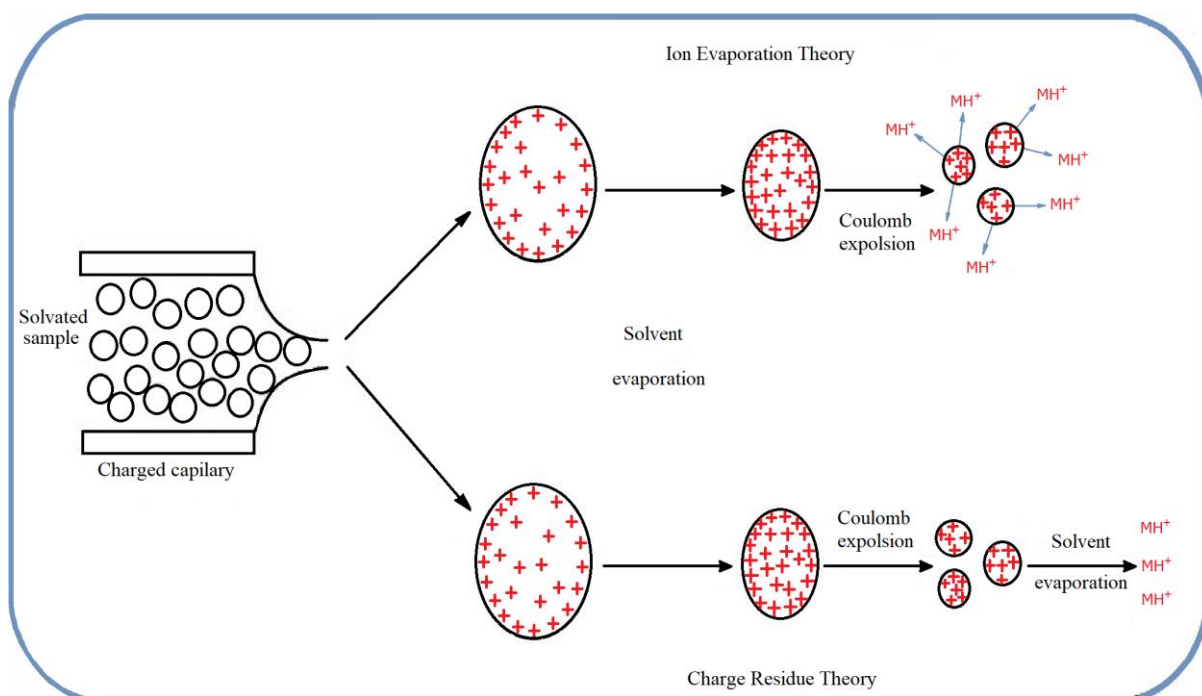 Ion Evaporation Theory
MH⁺
MH⁺
MH⁺
MH⁺
MH⁺
MH⁺
MH⁺
Coulomb
expolsion
Solvated
sample
Charged capilary
Solvent
evaporation
Coulomb
expolsion
Solvent
evaporation
MH⁺
MH⁺
MH⁺
Charge Residue Theory